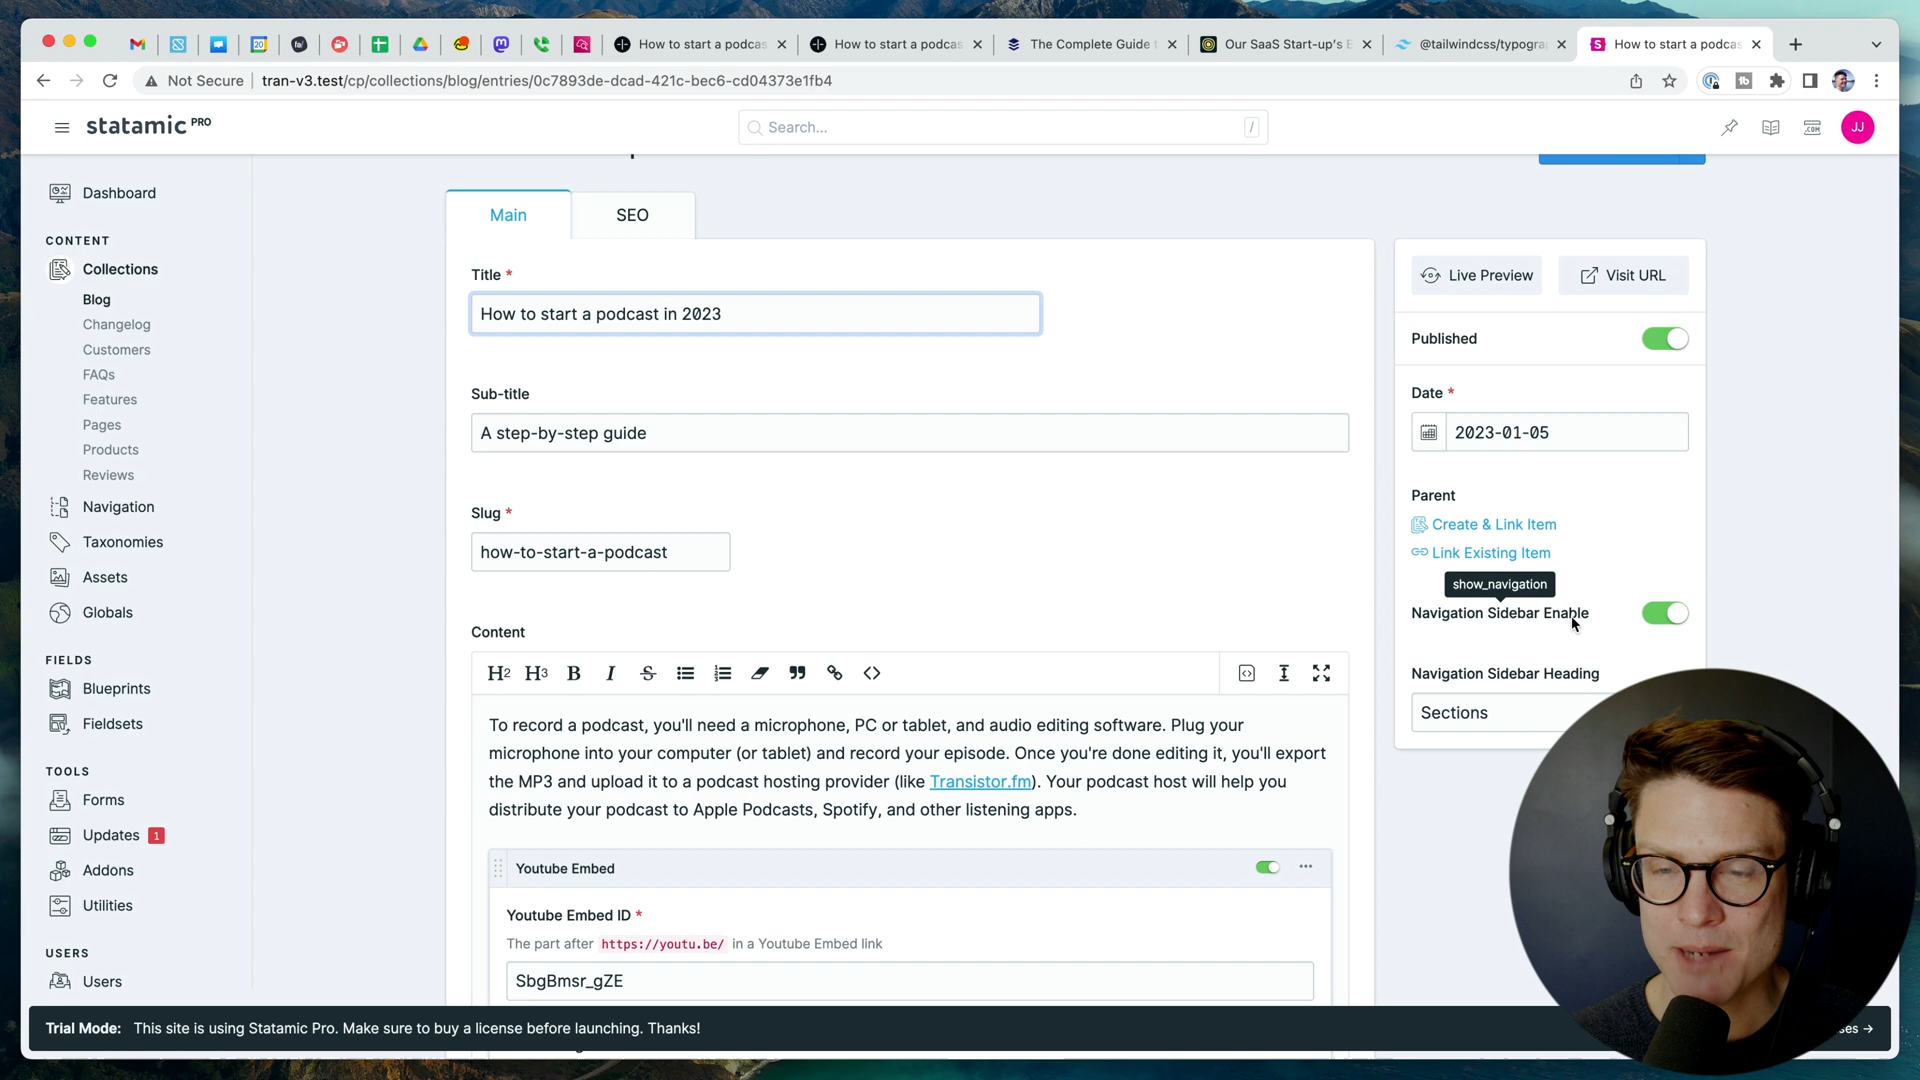 How to start a podcas
How to start a podcas
The Complete Guide t
Our SaaS Start-up's E
@tailwindcss/typogra
How to start a podcas
Not Secure
tran-v3.test/cp/collections/blog/entries/0c7893de-dcad-421c-bec6-cd04373e1fb4
statamic PRO
Search...
/
.COM
JJ
Dashboard
CONTENT
Collections
Blog
Changelog
Customers
FAQs
Features
Pages
Products
Reviews
Navigation
Taxonomies
Assets
Globals
FIELDS
Blueprints
Fieldsets
TOOLS
Forms
Updates 1
Addons
Utilities
USERS
Users
Main
SEO
Title *
How to start a podcast in 2023
Sub-title
A step-by-step guide
Slug *
how-to-start-a-podcast
Content
H2 H3 B I S
To record a podcast, you'll need a microphone, PC or tablet, and audio editing software. Plug your
microphone into your computer (or tablet) and record your episode. Once you're done editing it, you'll export
the MP3 and upload it to a podcast hosting provider (like Transistor.fm). Your podcast host will help you
distribute your podcast to Apple Podcasts, Spotify, and other listening apps.
Youtube Embed
Youtube Embed ID *
The part after https://youtu.be/ in a Youtube Embed link
SbgBmsr_gZE
Live Preview
Visit URL
Published
Date *
2023-01-05
Parent
Create & Link Item
Link Existing Item
show_navigation
Navigation Sidebar Enable
Navigation Sidebar Heading
Sections
Trial Mode: This site is using Statamic Pro. Make sure to buy a license before launching. Thanks!